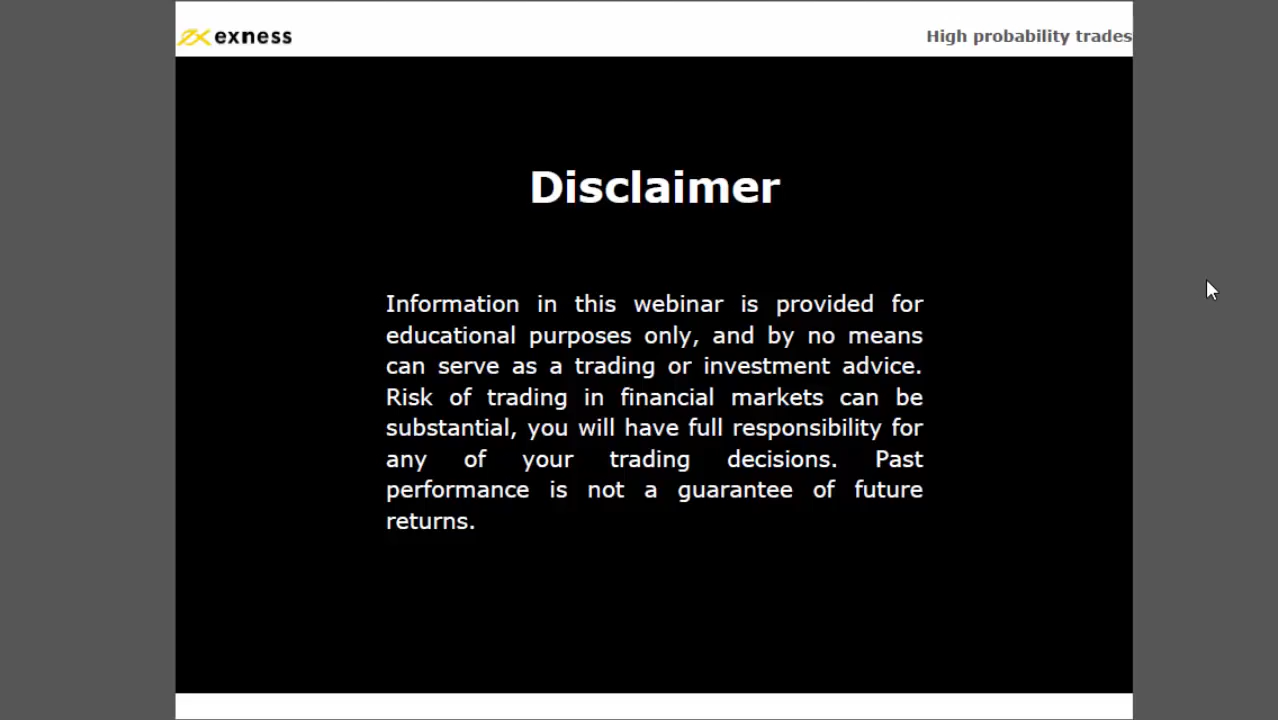 exness
High probability trades
Disclaimer
Information in this webinar is provided for
educational purposes only, and by no means
can serve as a trading or investment advice.
Risk of trading in financial markets can be
substantial, you will have full responsibility for
any of your trading decisions. Past
performance is not a guarantee of future
returns.